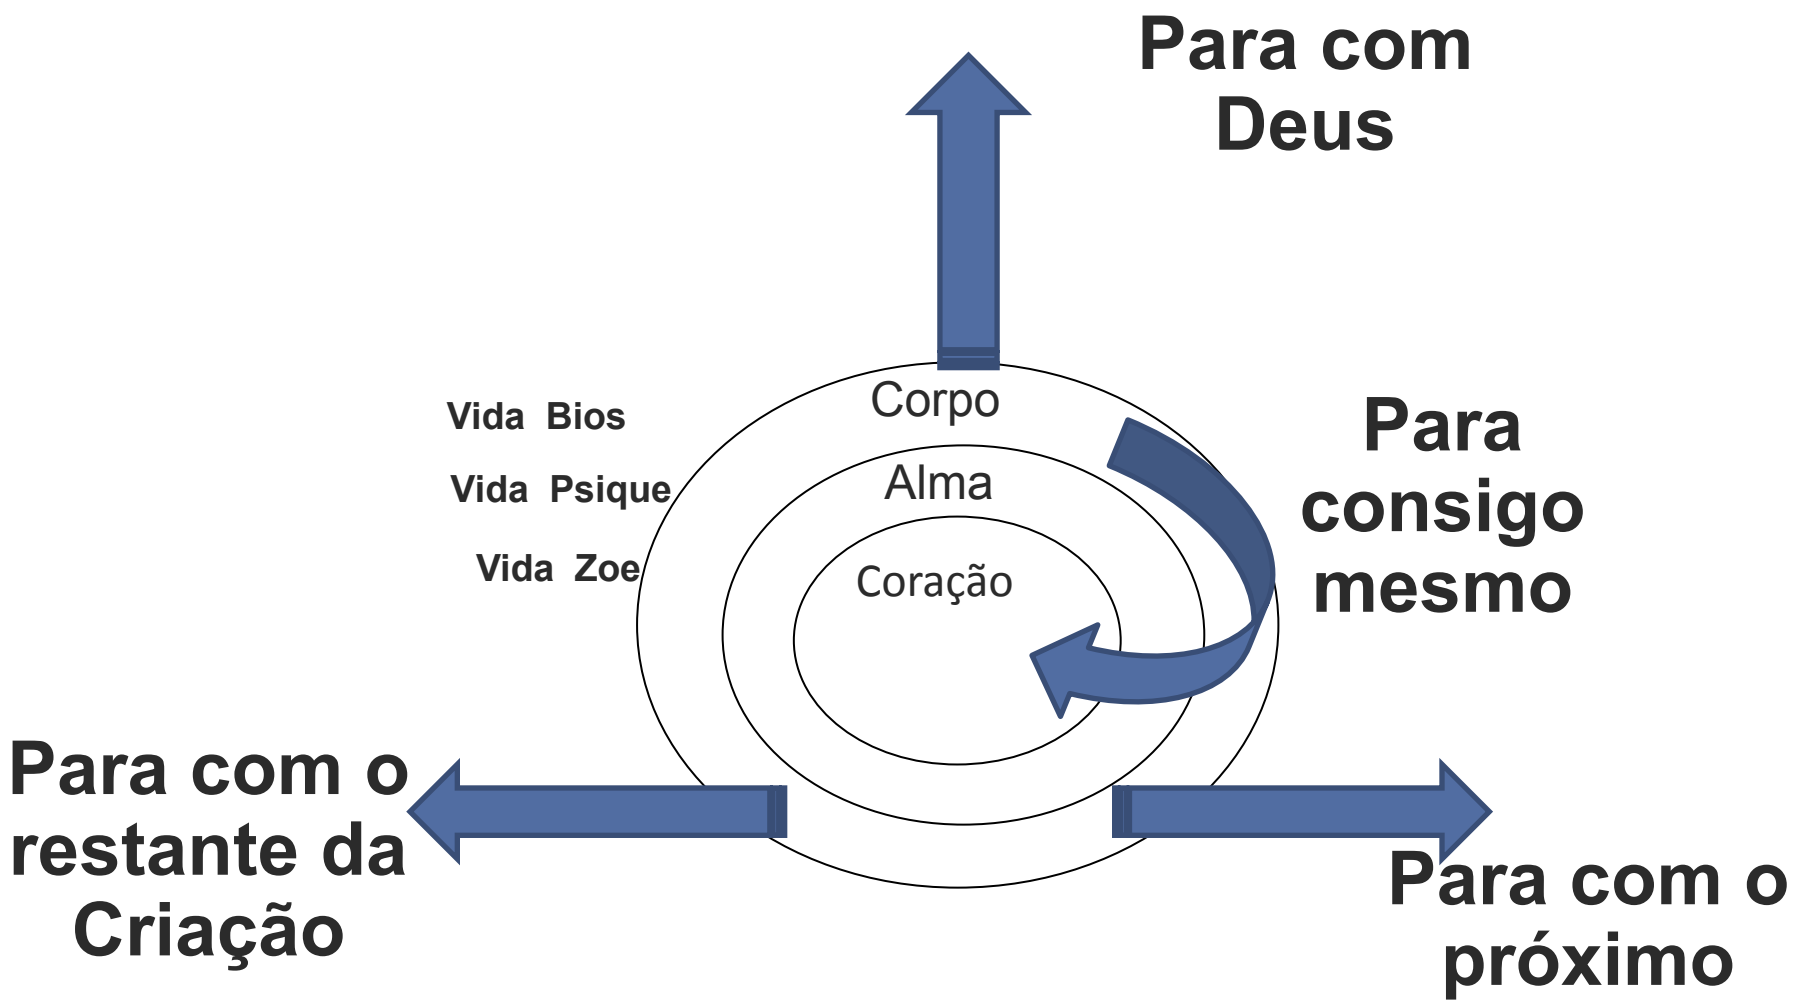 Para com
Deus
Corpo
Vida Bios
Para
consigo
mesmo
Alma
Vida Psique
Coração
Vida Zoe
Para com o
restante da
Criação
Para com o
próximo